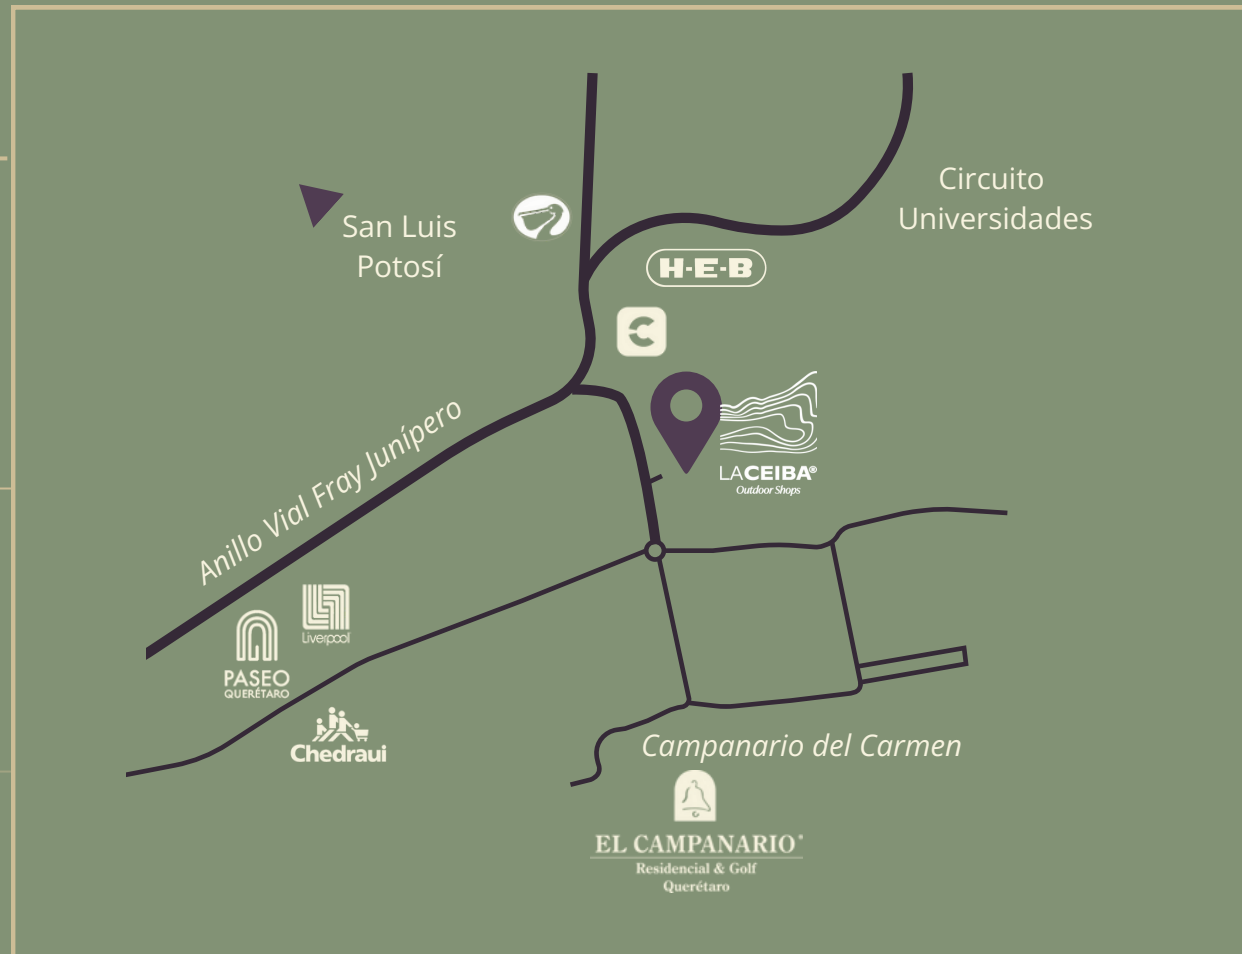 Circuito
Universidades
San Luis
Potosí
H-E-B
LACEIBA®
Outdoor Shops
Anillo Vial Fray Junípero
Liverpool
PASEO
QUERÉTARO
Chedraui
Campanario del Carmen
EL CAMPANARIO®
Residencial & Golf
Querétaro